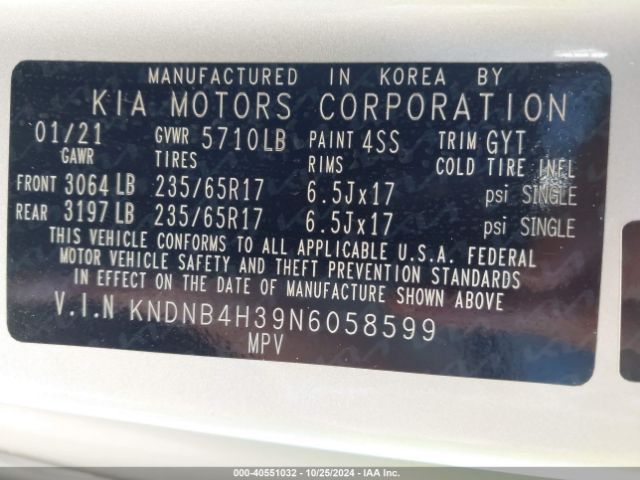 MANUFACTURED IN KOREA BY
KIA MOTORS CORPORATION
01/21 GVWR 5710LB PAINT 4SS TRIM GYT
GAWR TIRES RIMS COLD TIRE INFL
FRONT 3064 LB 235/65R17 6.5Jx17 psi SINGLE
REAR 3197 LB 235/65R17 6.5Jx17 psi SINGLE
THIS VEHICLE CONFORMS TO ALL APPLICABLE U.S.A. FEDERAL
MOTOR VEHICLE SAFETY AND THEFT PREVENTION STANDARDS
IN EFFECT ON THE DATE OF MANUFACTURE SHOWN ABOVE
V.I.N KNDNB4H39N6058599
MPV
000-40551032 - 10/25/2024 - IAA Inc.